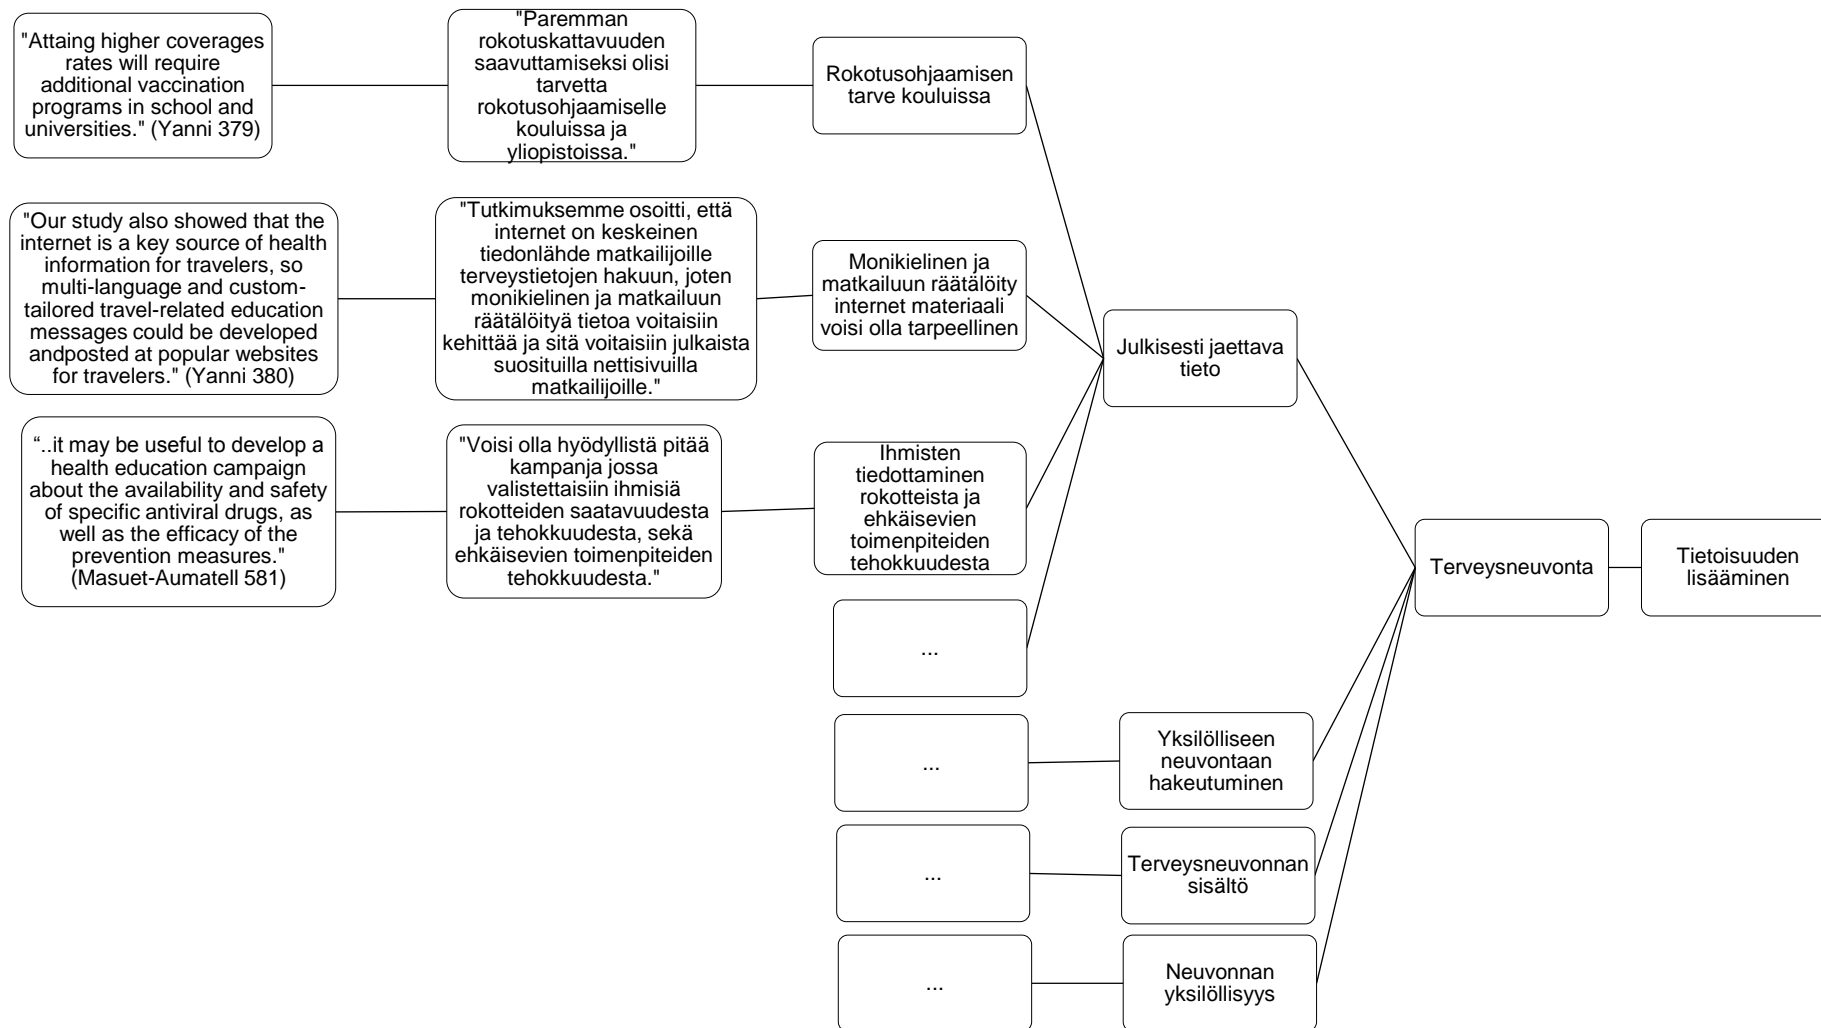 "Attaing higher coverages
rates will require
additional vaccination
programs in school and
universities." (Yanni 379)
"Paremman
rokotuskattavuuden
saavuttamiseksi olisi
tarvetta
rokotusohjaamiselle
kouluissa ja
yliopistoissa."
Rokotusohjaamisen
tarve kouluissa
"Our study also showed that the
internet is a key source of health
information for travelers, so
multi-language and custom-
tailored travel-related education
messages could be developed
andposted at popular websites
for travelers." (Yanni 380)
"Tutkimuksemme osoitti, että
internet on keskeinen
tiedonlähde matkailijoille
terveystietojen hakuun, joten
monikielinen ja matkailuun
räätälöityä tietoa voitaisiin
kehittää ja sitä voitaisiin julkaista
suosituilla nettisivuilla
matkailijoille."
Monikielinen ja
matkailuun räätälöity
internet materiaali
voisi olla tarpeellinen
“..it may be useful to develop a
health education campaign
about the availability and safety
of specific antiviral drugs, as
well as the efficacy of the
prevention measures."
(Masuet-Aumatell 581)
"Voisi olla hyödyllistä pitää
kampanja jossa
valistettaisiin ihmisiä
rokotteiden saatavuudesta
ja tehokkuudesta, sekä
ehkäisevien toimenpiteiden
tehokkuudesta."
Ihmisten
tiedottaminen
rokotteista ja
ehkäisevien
toimenpiteiden
tehokkuudesta
...
...
...
...
Julkisesti jaettava
tieto
Yksilölliseen
neuvontaan
hakeutuminen
Terveysneuvonnan
sisältö
Neuvonnan
yksilöllisyys
Terveysneuvonta
Tietoisuuden
lisääminen